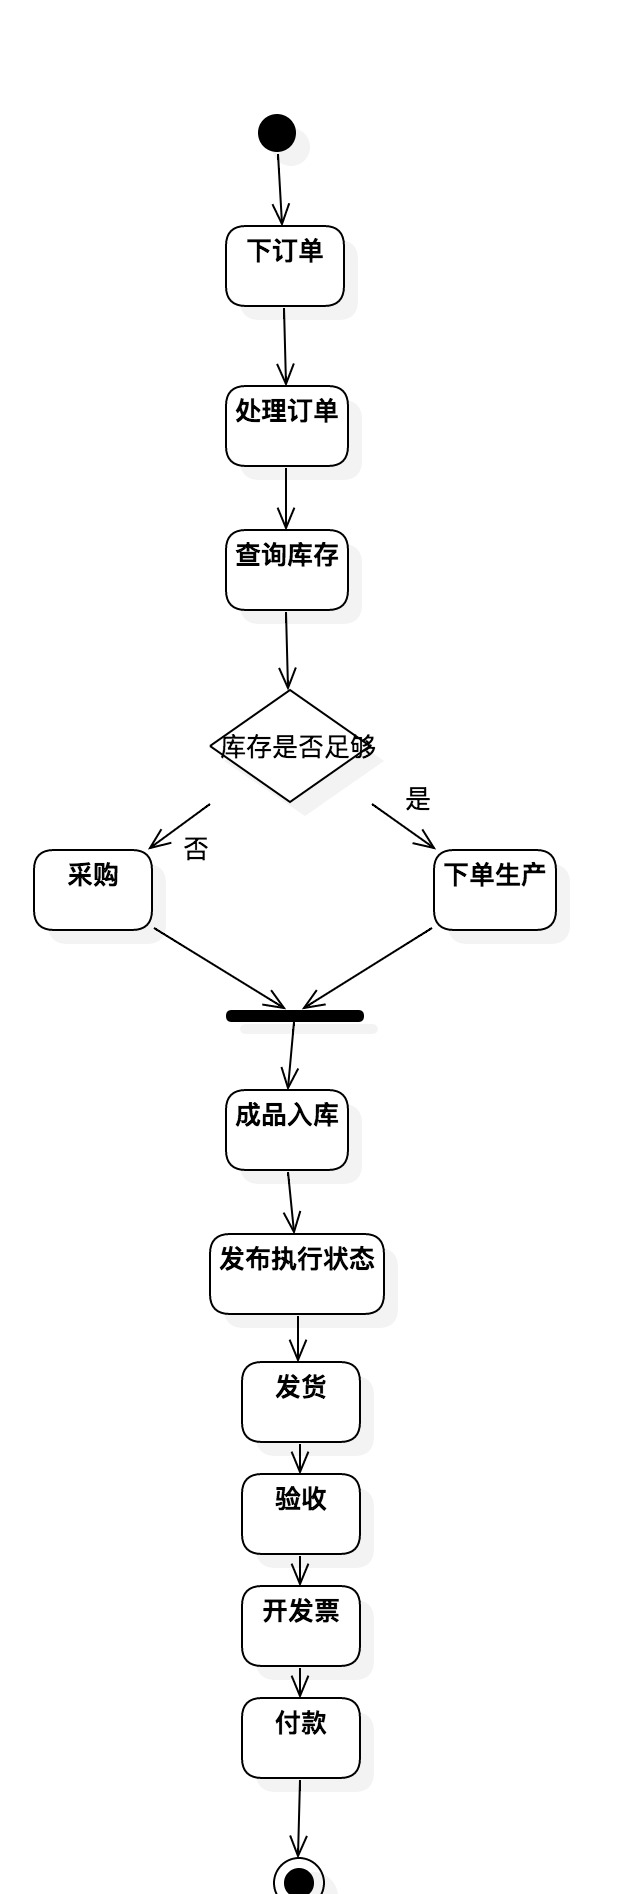 下订单
处理订单
查询库存
库存是否足够
是
否
采购
下单生产
成品入库
发布执行状态
发货
验收
开发票
付款